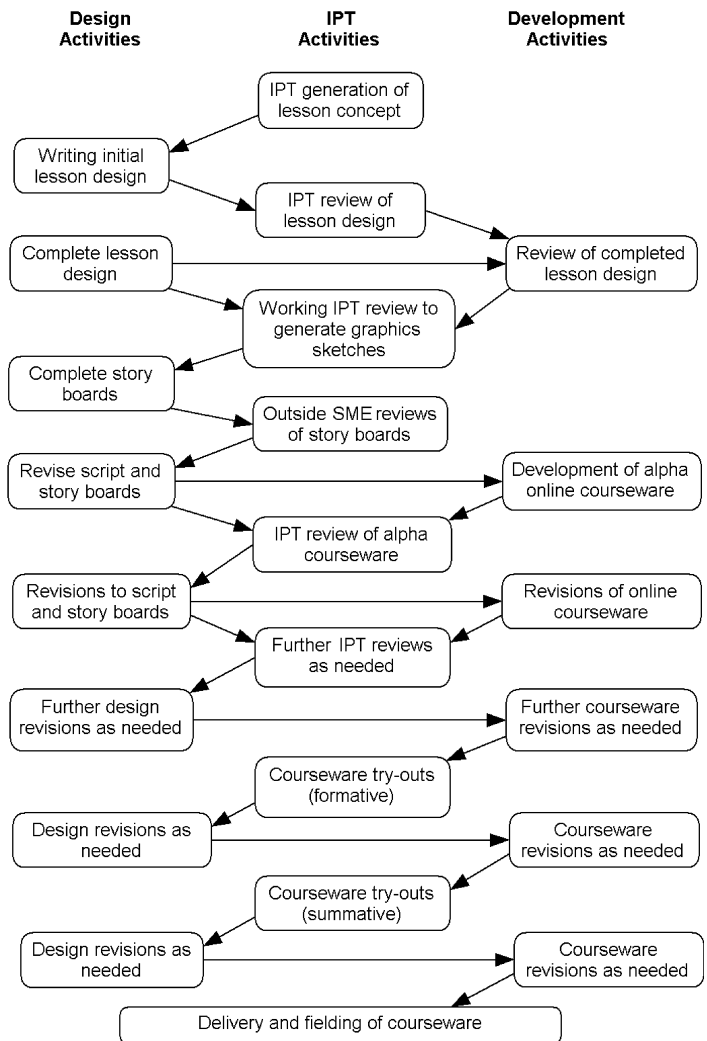 Design
Activities
IPT
Activities
Development
Activities
IPT generation of
lesson concept
Writing initial
lesson design
IPT review of
lesson design
Complete lesson
design
Review of completed
lesson design
Working IPT review to
generate graphics
sketches
Complete story
boards
Outside SME reviews
of story boards
Revise script and
story boards
Development of alpha
online courseware
IPT review of alpha
courseware
Revisions to script
and story boards
Revisions of online
courseware
Further IPT reviews
as needed
Further design
revisions as needed
Further courseware
revisions as needed
Courseware try-outs
(formative)
Design revisions as
needed
Courseware
revisions as needed
Courseware try-outs
(summative)
Design revisions as
needed
Courseware
revisions as needed
Delivery and fielding of courseware